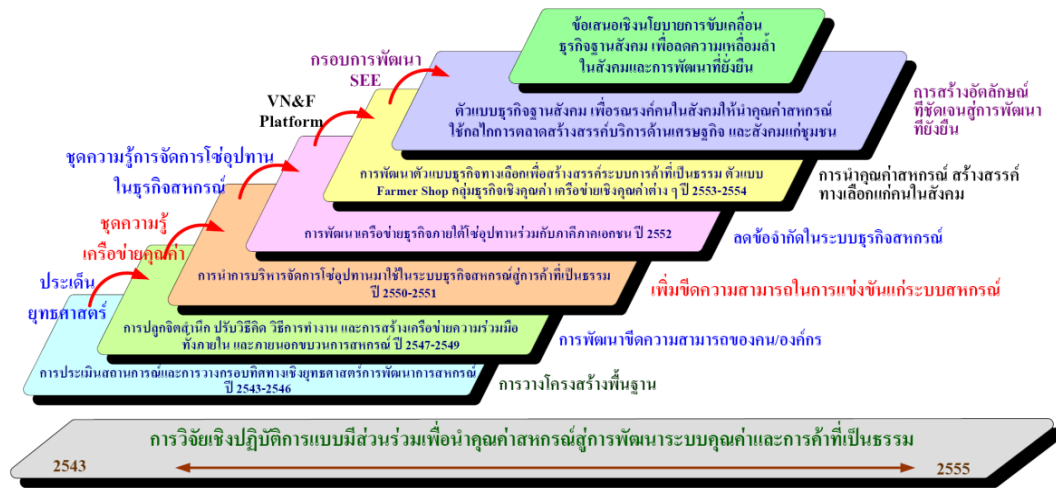 ข้อเสนอเชิงนโยบายการขับเคลื่อน
ธุรกิจฐานสังคม เพื่อลดความเหลื่อมล้ำ
ในสังคมและการพัฒนาที่ยั่งยืน
กรอบการพัฒนา
SEE
การสร้างอัตลักษณ์
ที่ชัดเจนสู่การพัฒนา
ที่ยั่งยืน
ตัวแบบธุรกิจฐานสังคม เพื่อรณรงค์คนในสังคมให้นำคุณค่าสหกรณ์
ใช้กลไกการตลาดสร้างสรรค์บริการด้านเศรษฐกิจ และสังคมแก่ชุมชน
VN&F
Platform
การพัฒนาตัวแบบธุรกิจทางเลือกเพื่อสร้างสรรค์ระบบการค้าที่เป็นธรรม ตัวแบบ
Farmer Shop กลุ่มธุรกิจเชิงคุณค่า เครือข่ายเชิงคุณค่าต่าง ๆ ปี 2553-2554
การนำคุณค่าสหกรณ์ สร้างสรรค์
ทางเลือกแก่คนในสังคม
ชุดความรู้การจัดการโซ่อุปทาน
ในธุรกิจสหกรณ์
การพัฒนาเครือข่ายธุรกิจภายใต้โซ่อุปทานร่วมกับภาคีภาคเอกชน ปี 2552
ลดข้อจำกัดในระบบธุรกิจสหกรณ์
ชุดความรู้
เครือข่ายคุณค่า
การนำการบริหารจัดการโซ่อุปทานมาใช้ในระบบธุรกิจสหกรณ์สู่การค้าที่เป็นธรรม
ปี 2550-2551
เพิ่มขีดความสามารถในการแข่งขันแก่ระบบสหกรณ์
ประเด็น
ยุทธศาสตร์
การปลูกจิตสำนึก ปรับวิธีคิด วิธีการทำงาน และการสร้างเครือข่ายความร่วมมือ
ทั้งภายใน และภายนอกขบวนการสหกรณ์ ปี 2547-2549
การพัฒนาขีดความสามารถของคน/องค์กร
การประเมินสถานการณ์และการวางกรอบทิศทางเชิงยุทธศาสตร์การพัฒนาการสหกรณ์
ปี 2543-2546
การวางโครงสร้างพื้นฐาน
การวิจัยเชิงปฏิบัติการแบบมีส่วนร่วมเพื่อนำคุณค่าสหกรณ์สู่การพัฒนาระบบคุณค่าและการค้าที่เป็นธรรม
2543
2555